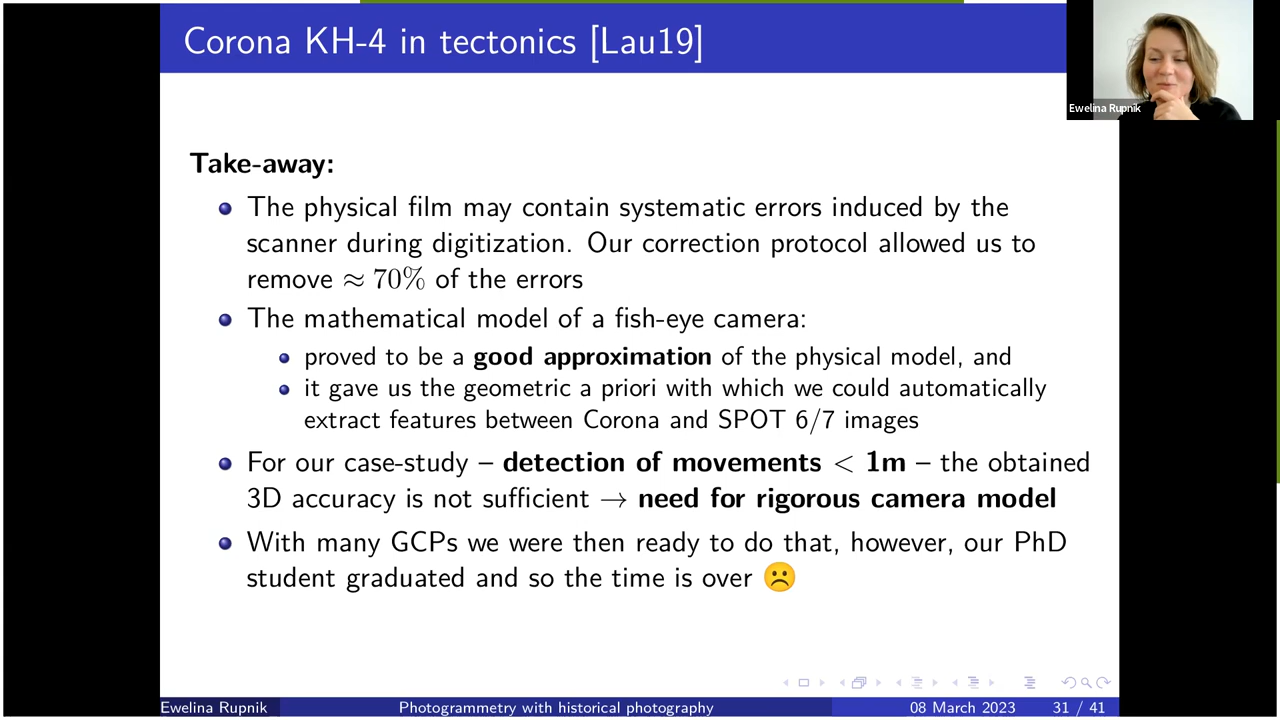 Corona KH-4 in tectonics [Lau19]
Ewelina Rupnik
Take-away:
The physical film may contain systematic errors induced by the
scanner during digitization. Our correction protocol allowed us to
remove ≈ 70% of the errors
The mathematical model of a fish-eye camera:
proved to be a good approximation of the physical model, and
it gave us the geometric a priori with which we could automatically
extract features between Corona and SPOT 6/7 images
For our case-study – detection of movements < 1m – the obtained
3D accuracy is not sufficient → need for rigorous camera model
With many GCPs we were then ready to do that, however, our PhD
student graduated and so the time is over ☹
Ewelina Rupnik Photogrammetry with historical photography 08 March 2023 31 / 41